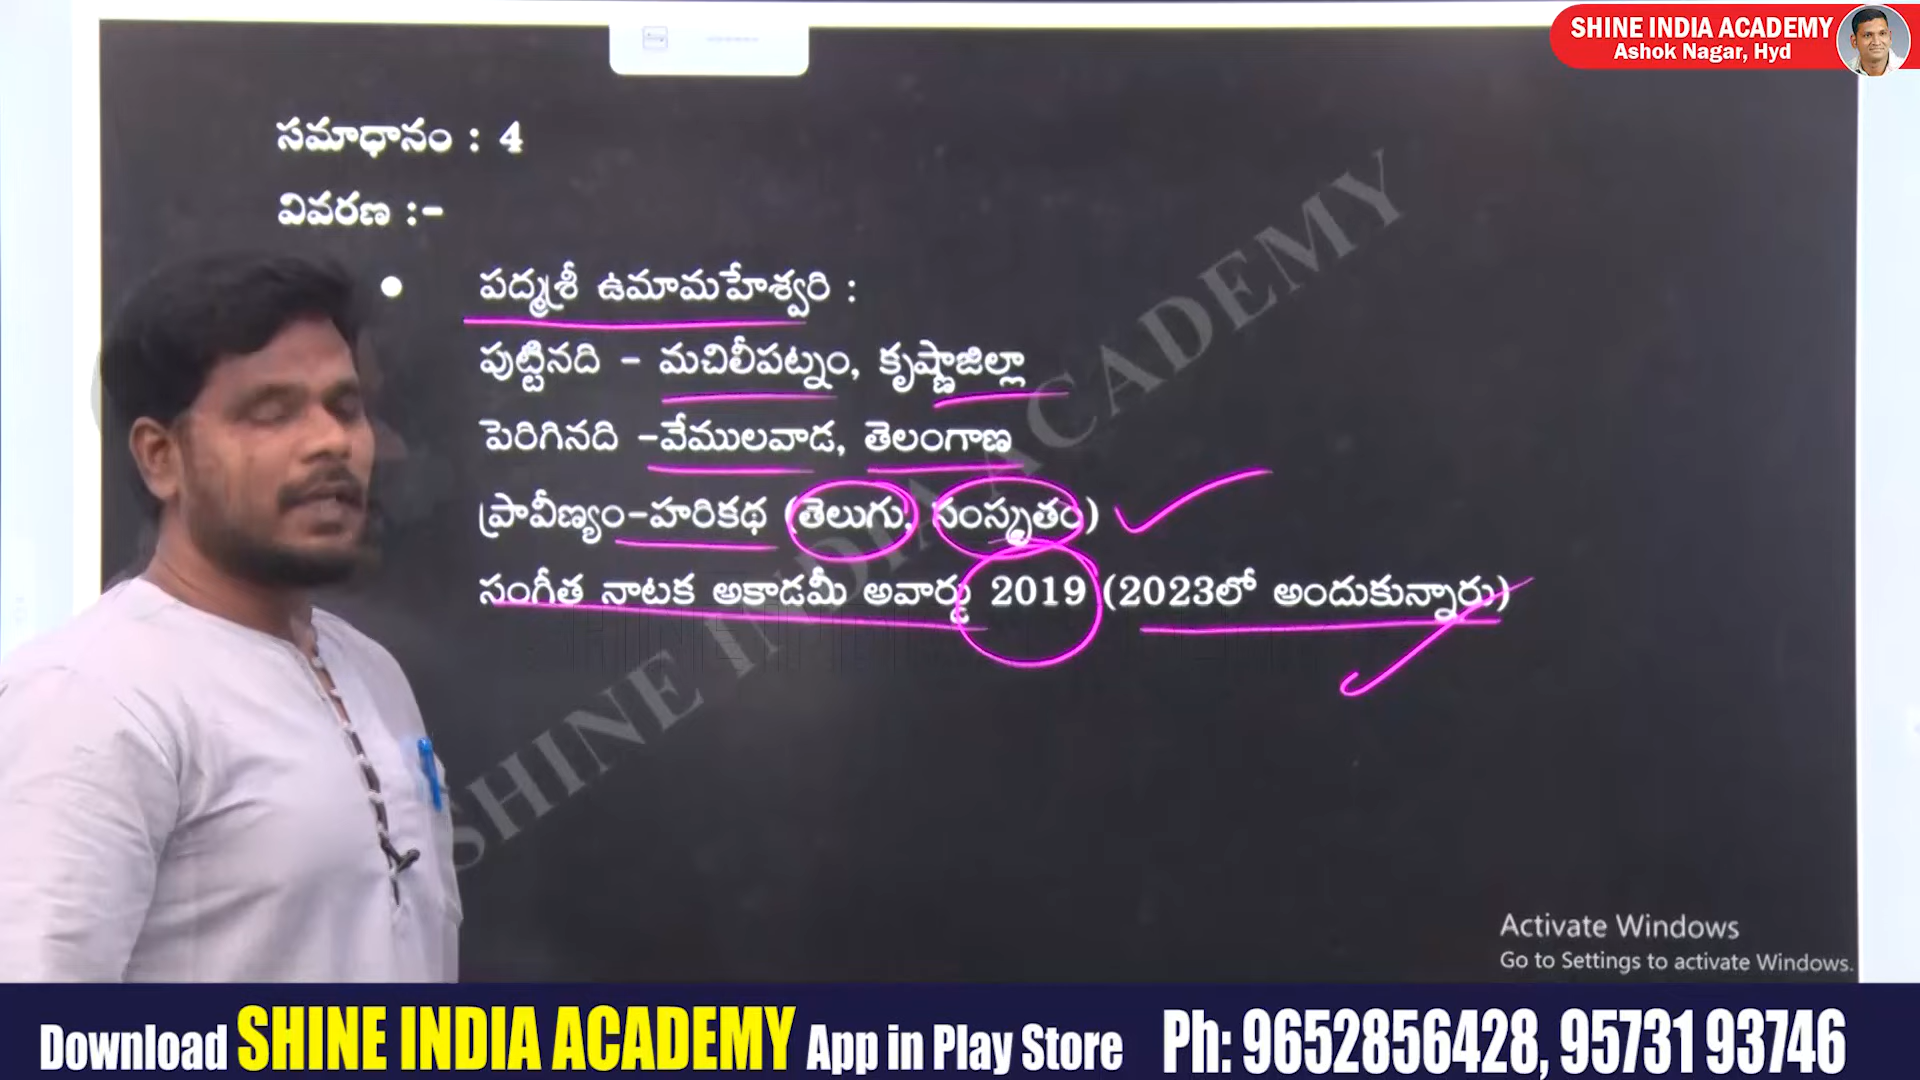 SHINE INDIA ACADEMY
Ashok Nagar, Hyd
సమాధానం : 4
వివరణ :-
• పద్మశ్రీ ఉమామహేశ్వరి :
పుట్టినది - మచిలీపట్నం, కృష్ణాజిల్లా
పెరిగినది -వేములవాడ, తెలంగాణ
ప్రావీణ్యం-హరికథ (తెలుగు, సంస్కృతం)
సంగీత నాటక అకాడమీ అవార్డు 2019 (2023లో అందుకున్నారు)
SHINE INDIA ACADEMY
Activate Windows
Go to Settings to activate Windows.
Download SHINE INDIA ACADEMY App in Play Store Ph: 9652856428, 95731 93746